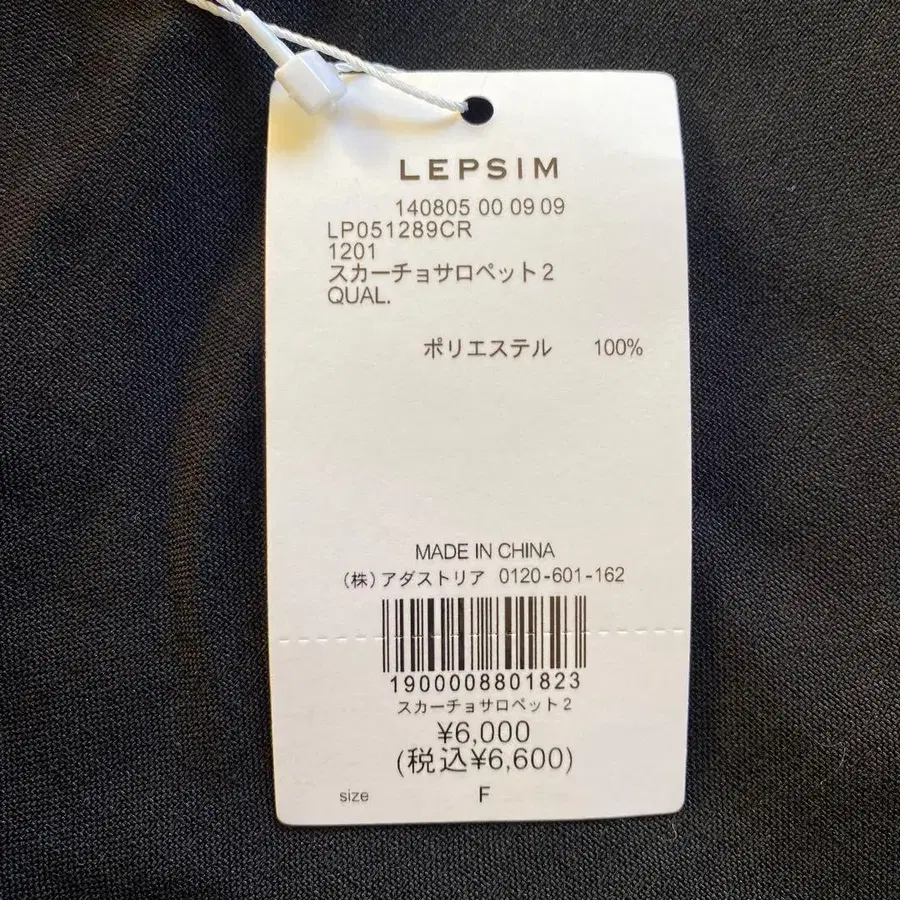 LEPSIM
140805 00 09 09
LP051289CR
1201
スカーチョサロペット2
QUAL.
ポリエステル 100%
MADE IN CHINA
(株)アダストリア 0120-601-162
1900008801823
スカーチョサロペット2
¥6,000
(税込¥6,600)
size F